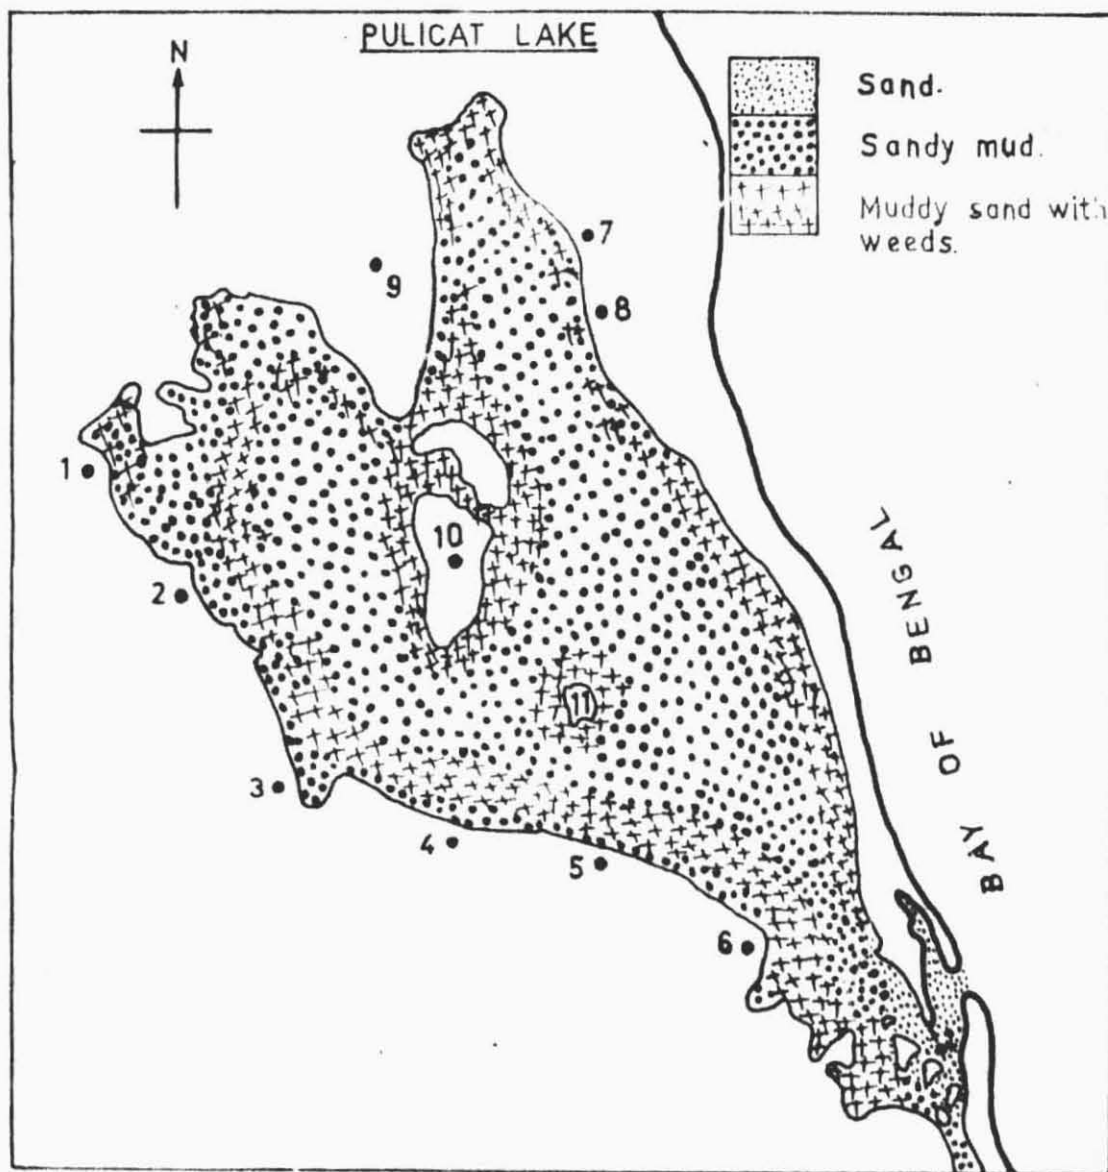 PULICAT LAKE
N
Sand.
Sandy mud.
Muddy sand with
weeds.
7
9
8
1
10
2
11
3
4
5
6
BAY OF BENGAL